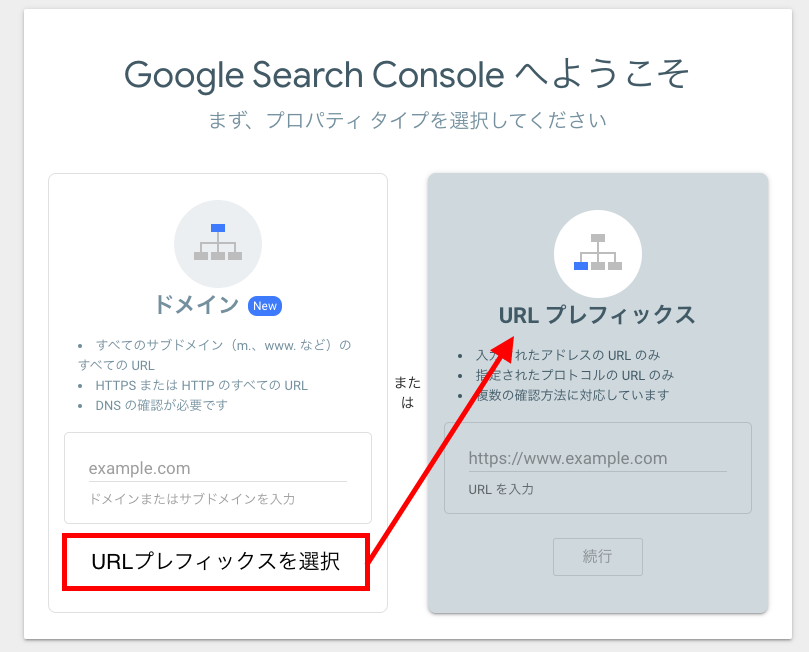 Google Search Console へようこそ
まず、プロパティ タイプを選択してください
ドメイン New
• すべてのサブドメイン（m.、www. など）の
すべての URL
• HTTPS または HTTP のすべての URL
• DNS の確認が必要です
example.com
ドメインまたはサブドメインを入力
URLプレフィックスを選択
また
は
URL プレフィックス
• 入力されたアドレスの URL のみ
• 指定されたプロトコルの URL のみ
• 複数の確認方法に対応しています
https://www.example.com
URL を入力
続行